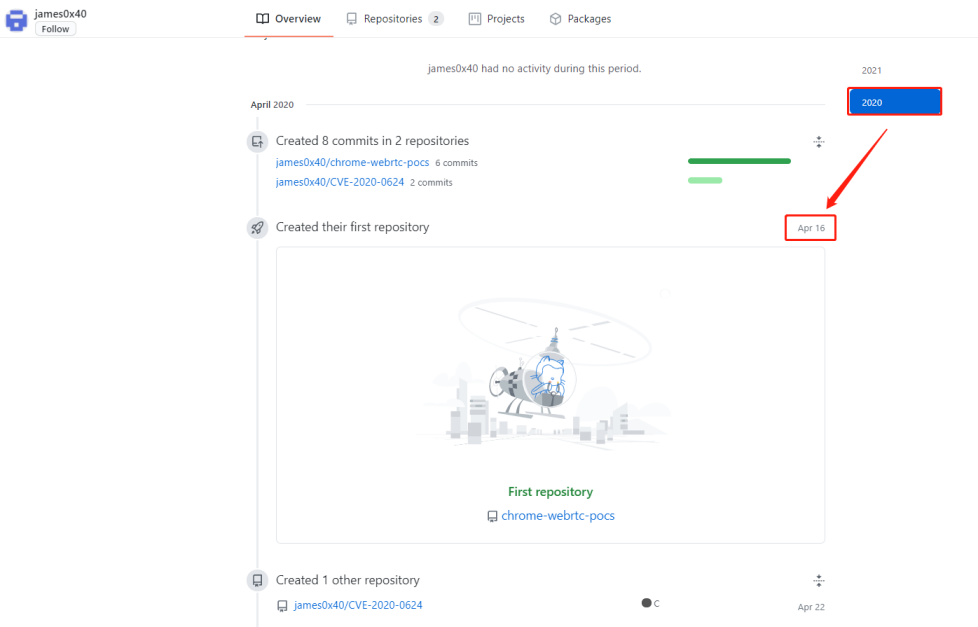 james0x40
Follow
Overview
Repositories 2
Projects
Packages
james0x40 had no activity during this period.
2021
2020
April 2020
Created 8 commits in 2 repositories
james0x40/chrome-webrtc-pocs 6 commits
james0x40/CVE-2020-0624 2 commits
Created their first repository
Apr 16
First repository
chrome-webrtc-pocs
Created 1 other repository
james0x40/CVE-2020-0624
C
Apr 22